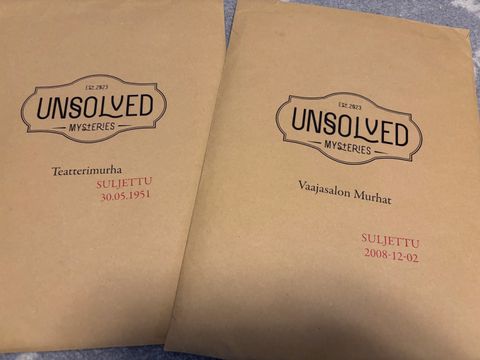 EST. 2023
UNSOLVED
MYSTERIES
Teatterimurha
SULJETTU
30.05.1951
EST. 2023
UNSOLVED
MYSTERIES
Vaajasalon Murhat
SULJETTU
2008-12-02